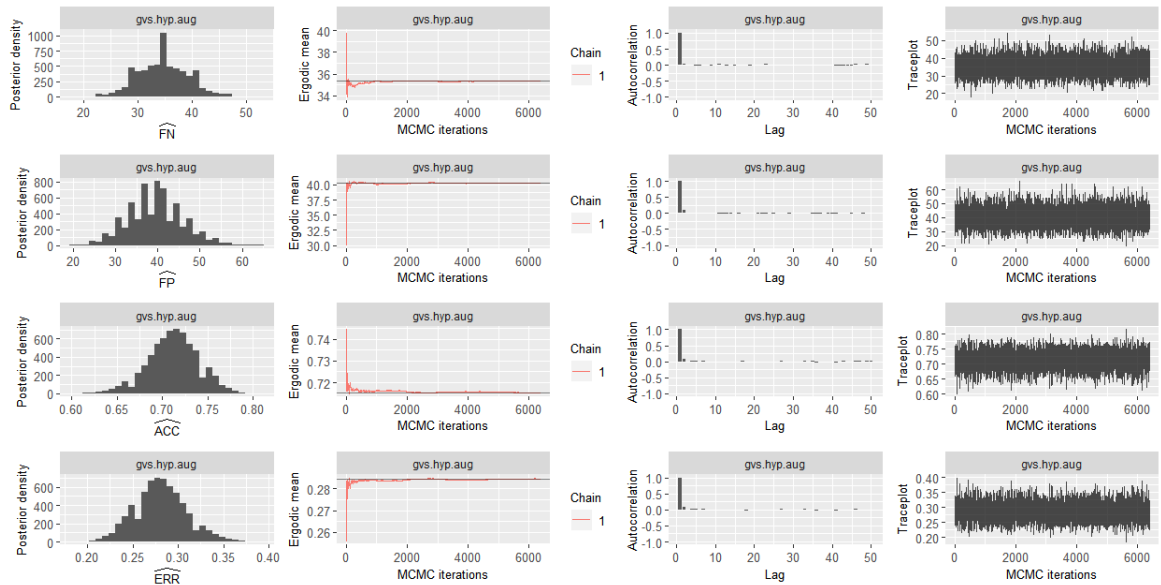 gvs.hyp.aug gvs.hyp.aug gvs.hyp.aug gvs.hyp.aug
Posterior density
1000
750
500
250
0
20 30 40 50
FN
Ergodic mean
40
38
36
34
0 2000 4000 6000
MCMC iterations
Chain
1
Autocorrelation
1.0
0.5
0.0
-0.5
-1.0
0 10 20 30 40 50
Lag
Traceplot
50
40
30
20
0 2000 4000 6000
MCMC iterations
gvs.hyp.aug gvs.hyp.aug gvs.hyp.aug gvs.hyp.aug
Posterior density
800
600
400
200
0
20 30 40 50 60
FP
Ergodic mean
40.0
37.5
35.0
32.5
30.0
0 2000 4000 6000
MCMC iterations
Chain
1
Autocorrelation
1.0
0.5
0.0
-0.5
-1.0
0 10 20 30 40 50
Lag
Traceplot
60
50
40
30
20
0 2000 4000 6000
MCMC iterations
gvs.hyp.aug gvs.hyp.aug gvs.hyp.aug gvs.hyp.aug
Posterior density
600
400
200
0
0.60 0.65 0.70 0.75 0.80
ACC
Ergodic mean
0.74
0.73
0.72
0 2000 4000 6000
MCMC iterations
Chain
1
Autocorrelation
1.0
0.5
0.0
-0.5
-1.0
0 10 20 30 40 50
Lag
Traceplot
0.80
0.75
0.70
0.65
0.60
0 2000 4000 6000
MCMC iterations
gvs.hyp.aug gvs.hyp.aug gvs.hyp.aug gvs.hyp.aug
Posterior density
600
400
200
0
0.20 0.25 0.30 0.35 0.40
ERR
Ergodic mean
0.28
0.27
0.26
0 2000 4000 6000
MCMC iterations
Chain
1
Autocorrelation
1.0
0.5
0.0
-0.5
-1.0
0 10 20 30 40 50
Lag
Traceplot
0.40
0.35
0.30
0.25
0.20
0 2000 4000 6000
MCMC iterations